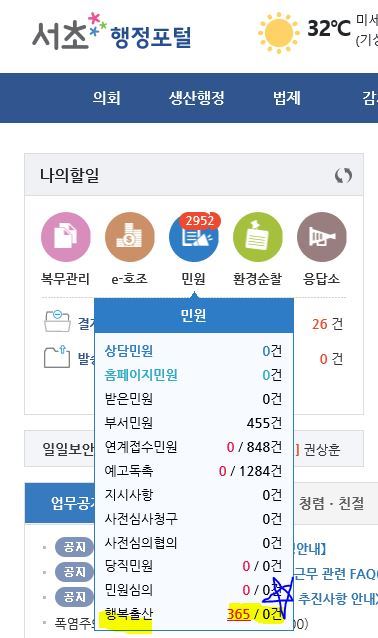 서초 행정포털
32℃ 미세
(기상
의회 생산행정 법제 감
나의할일
2952
복무관리 e-호조 민원 환경순찰 응답소
민원
결 26 건
발송 0 건
상담민원 0건
홈페이지민원 0건
받은민원 0건
부서민원 455건
연계접수민원 0 / 848건
예고독촉 0 / 1284건
지시사항 0건
사전심사청구 0건
사전심의협의 0건
당직민원 0 / 0건
민원심의 0 / 0건
행복출산 365 / 0건
일일보안 ] 권상훈
업무공지 청렴 · 친절
공지 안내]
공지 근무 관련 FAQ(
공지 추진사항 안내]
폭염주의 00)